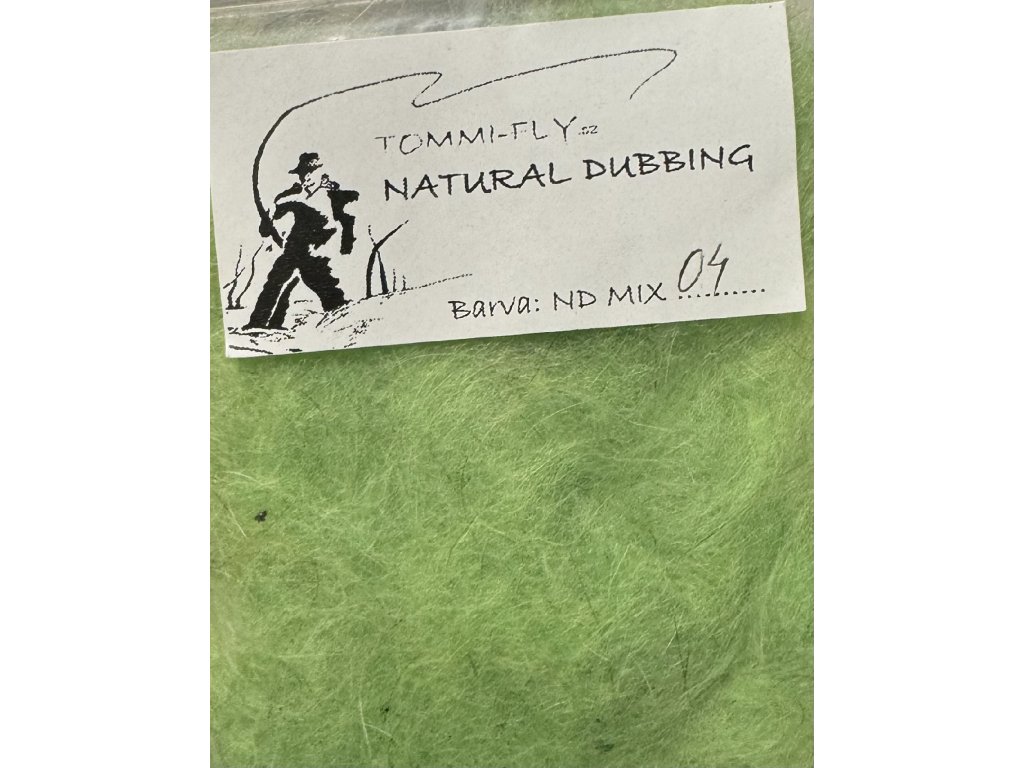 TOMMI-FLY.cz
NATURAL DUBBING
Barva: ND MIX 04..........